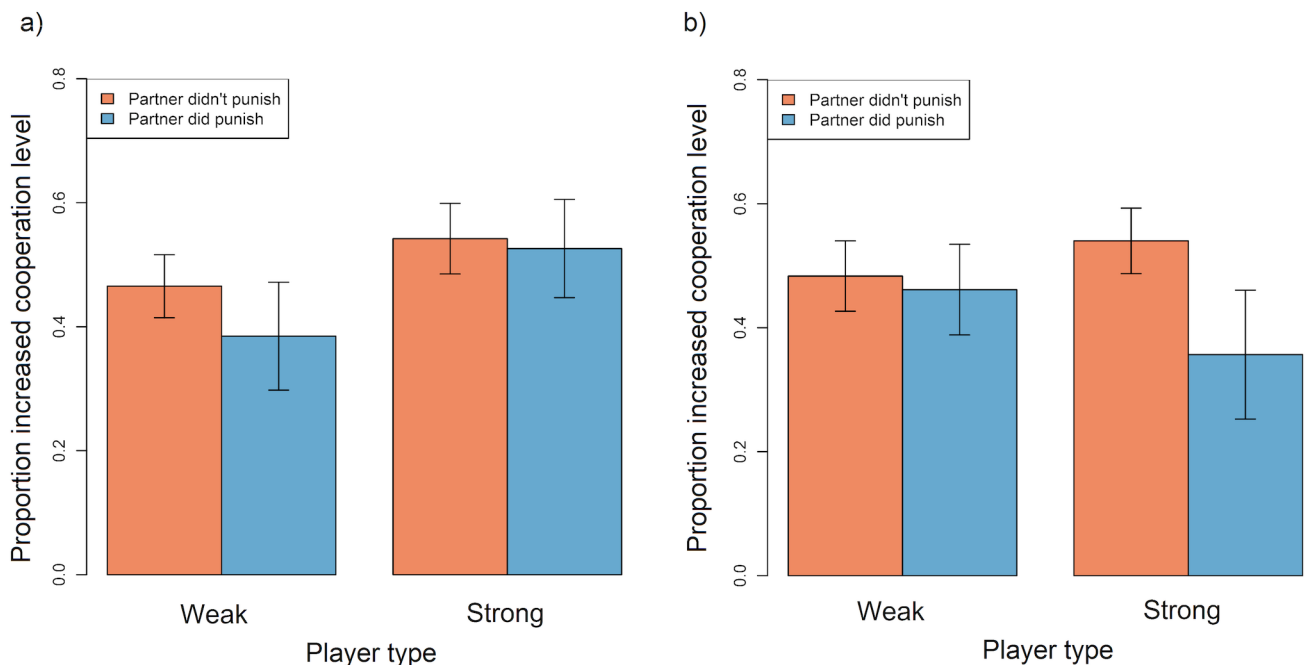 a)
Proportion increased cooperation level
0.0
0.2
0.4
0.6
0.8
Partner didn't punish
Partner did punish
Weak
Strong
Player type
b)
Proportion increased cooperation level
0.0
0.2
0.4
0.6
0.8
Partner didn't punish
Partner did punish
Weak
Strong
Player type